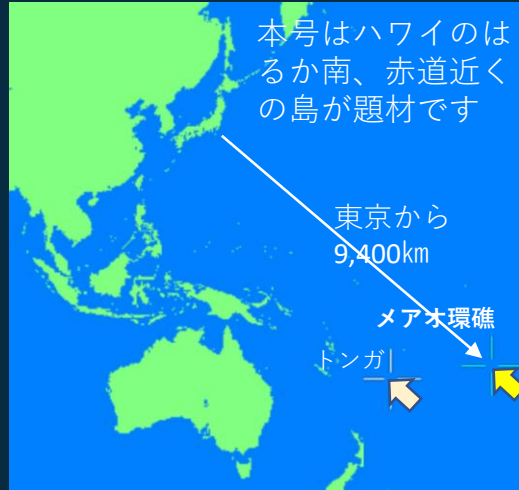 本号はハワイのは
るか南、赤道近く
の島が題材です
東京から
9,400㎞
メアオ環礁
トンガ